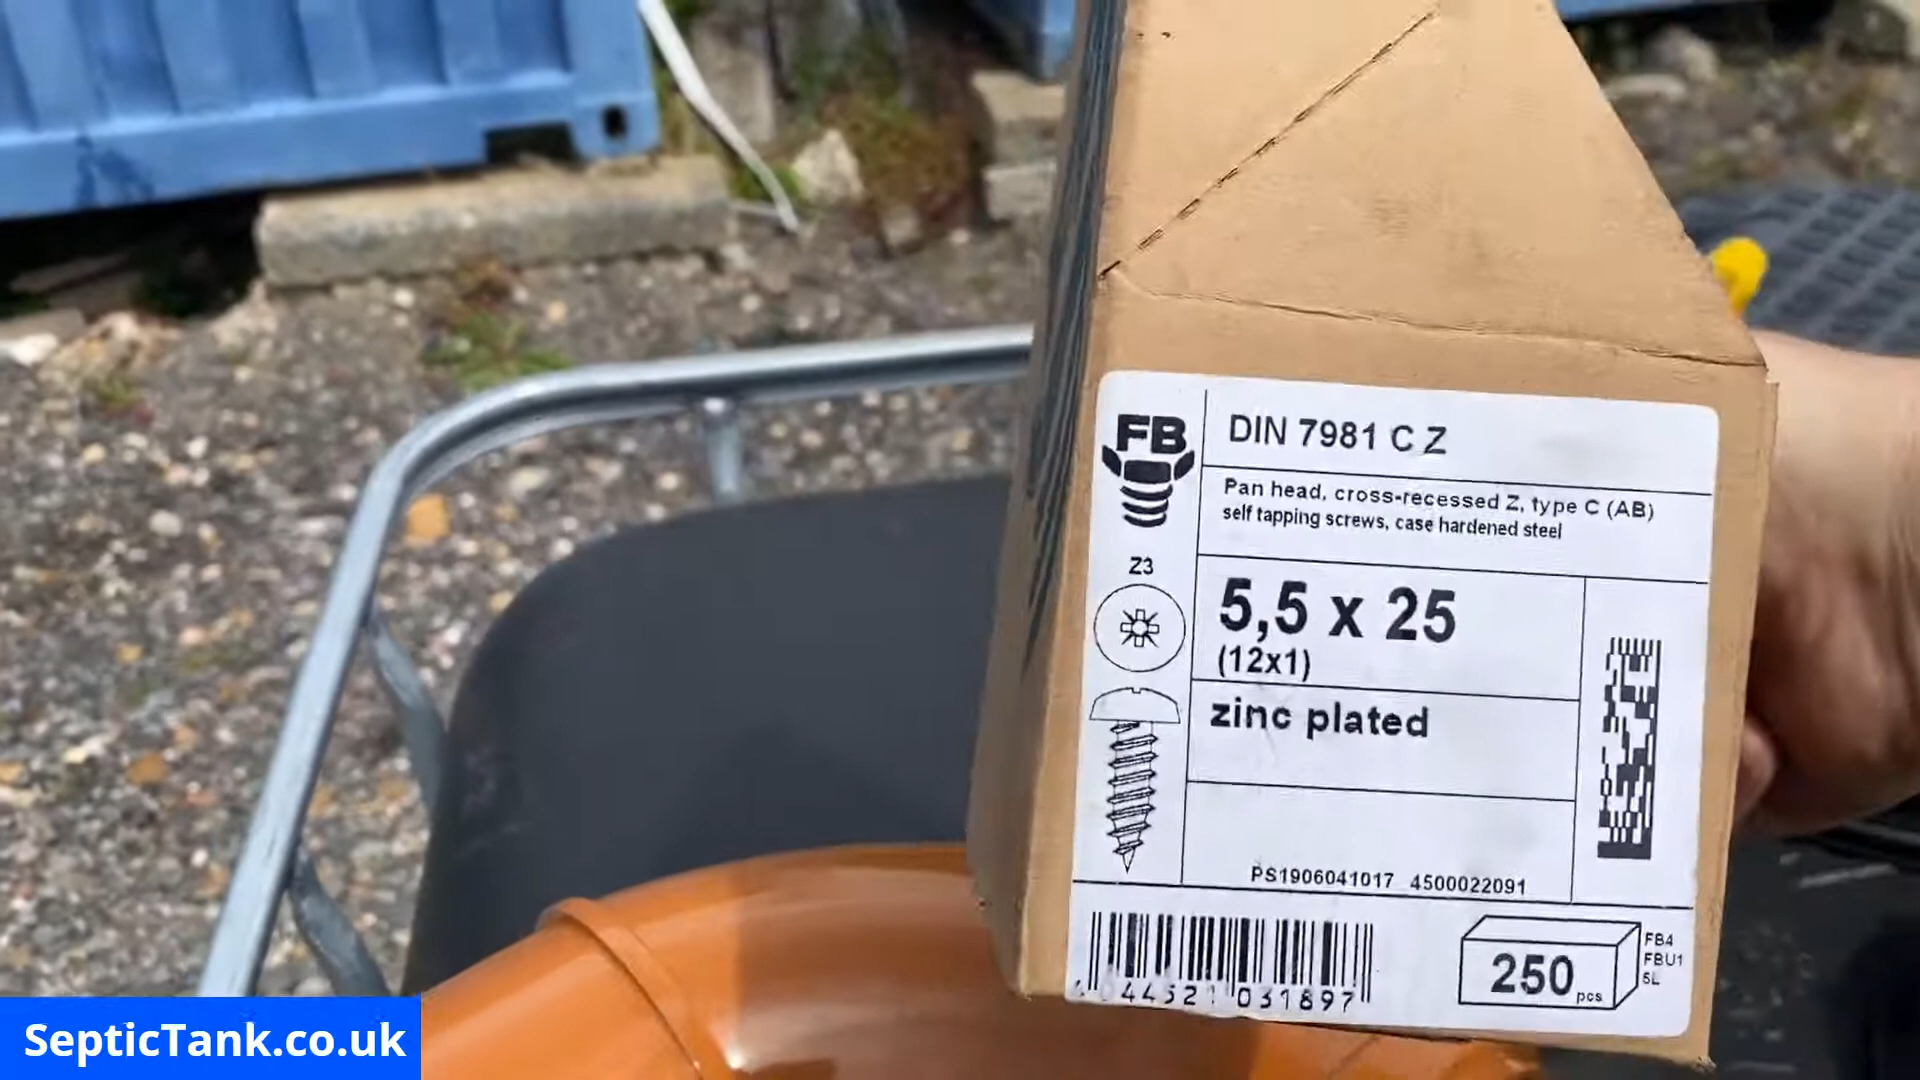 FB
DIN 7981 C Z
Pan head, cross-recessed Z, type C (AB)
self tapping screws, case hardened steel
Z3
5,5 x 25
(12x1)
zinc plated
PS1906041017 4500022091
031897
250 pcs
FB4
FBU1
5L
SepticTank.co.uk